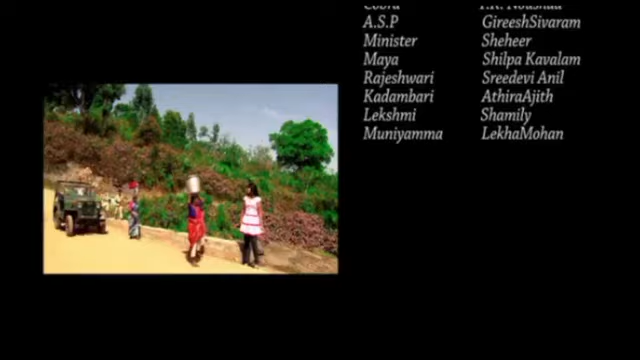 A.S.P GireeshSivaram
Minister Sheheer
Maya Shilpa Kavalam
Rajeshwari Sreedevi Anil
Kadambari AthiraAjith
Lekshmi Shamily
Muniyamma LekhaMohan